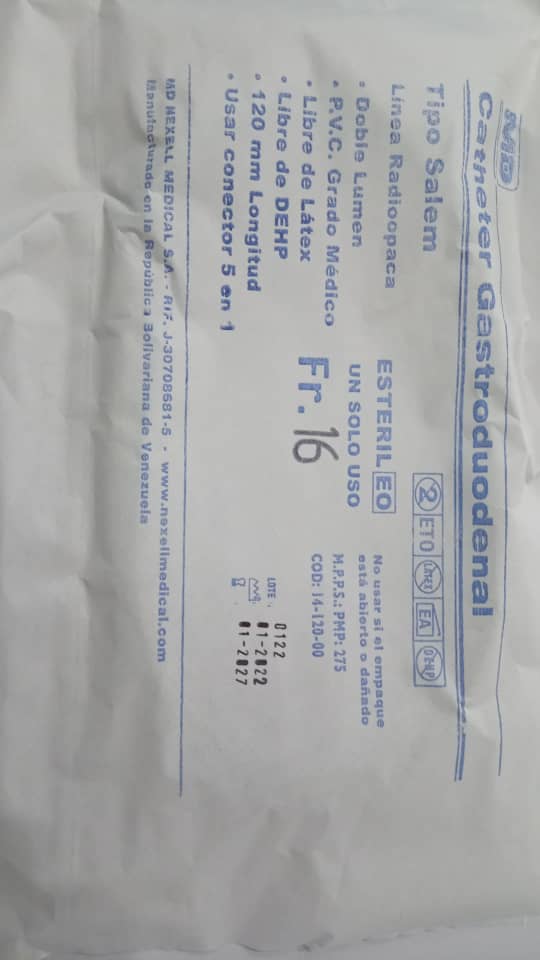 MD
Catheter Gastroduodenal
Tipo Salem
2 ETO Latex EA DEHP
Línea Radiopaca
• Doble Lumen
• P.V.C. Grado Médico
• Libre de Látex
• Libre de DEHP
• 120 mm Longitud
• Usar conector 5 en 1
ESTERIL EO
UN SOLO USO
Fr. 16
No usar si el empaque
está abierto o dañado
M.P.P.S.: PMP: 275
COD: 14-120-00
LOTE : 0122
01-2022
01-2027
MD NEXELL MEDICAL S.A. - RIF. J-30708681-5 - www.nexellmedical.com
Manufacturado en la República Bolivariana de Venezuela